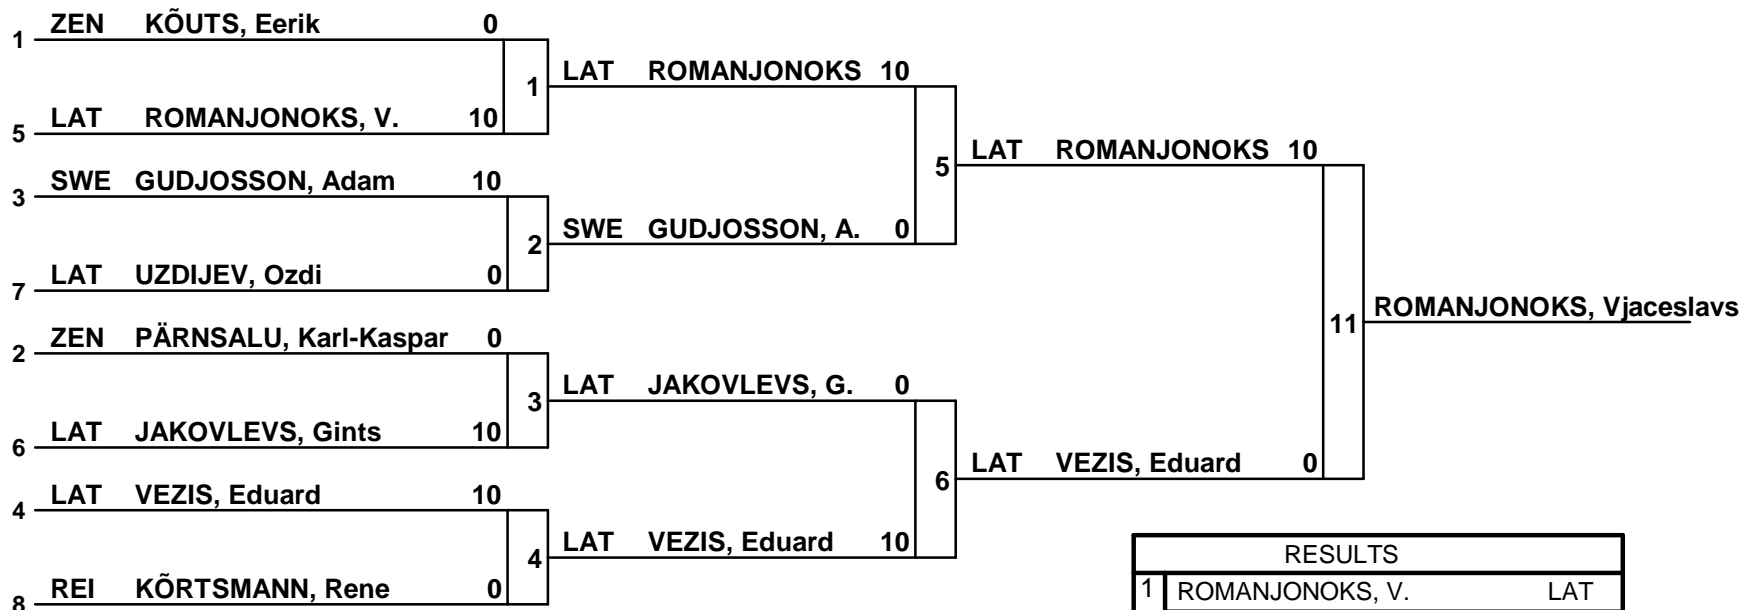 1 ZEN KÕUTS, Eerik 0
1 LAT ROMANJONOKS 10
5 LAT ROMANJONOKS, V. 10
5 LAT ROMANJONOKS 10
3 SWE GUDJOSSON, Adam 10
2 SWE GUDJOSSON, A. 0
7 LAT UZDIJEV, Ozdi 0
11 ROMANJONOKS, Vjaceslavs
2 ZEN PÄRNSALU, Karl-Kaspar 0
3 LAT JAKOVLEVS, G. 0
6 LAT JAKOVLEVS, Gints 10
6 LAT VEZIS, Eduard 0
4 LAT VEZIS, Eduard 10
4 LAT VEZIS, Eduard 10
8 REI KÕRTSMANN, Rene 0
RESULTS
1 ROMANJONOKS, V. LAT